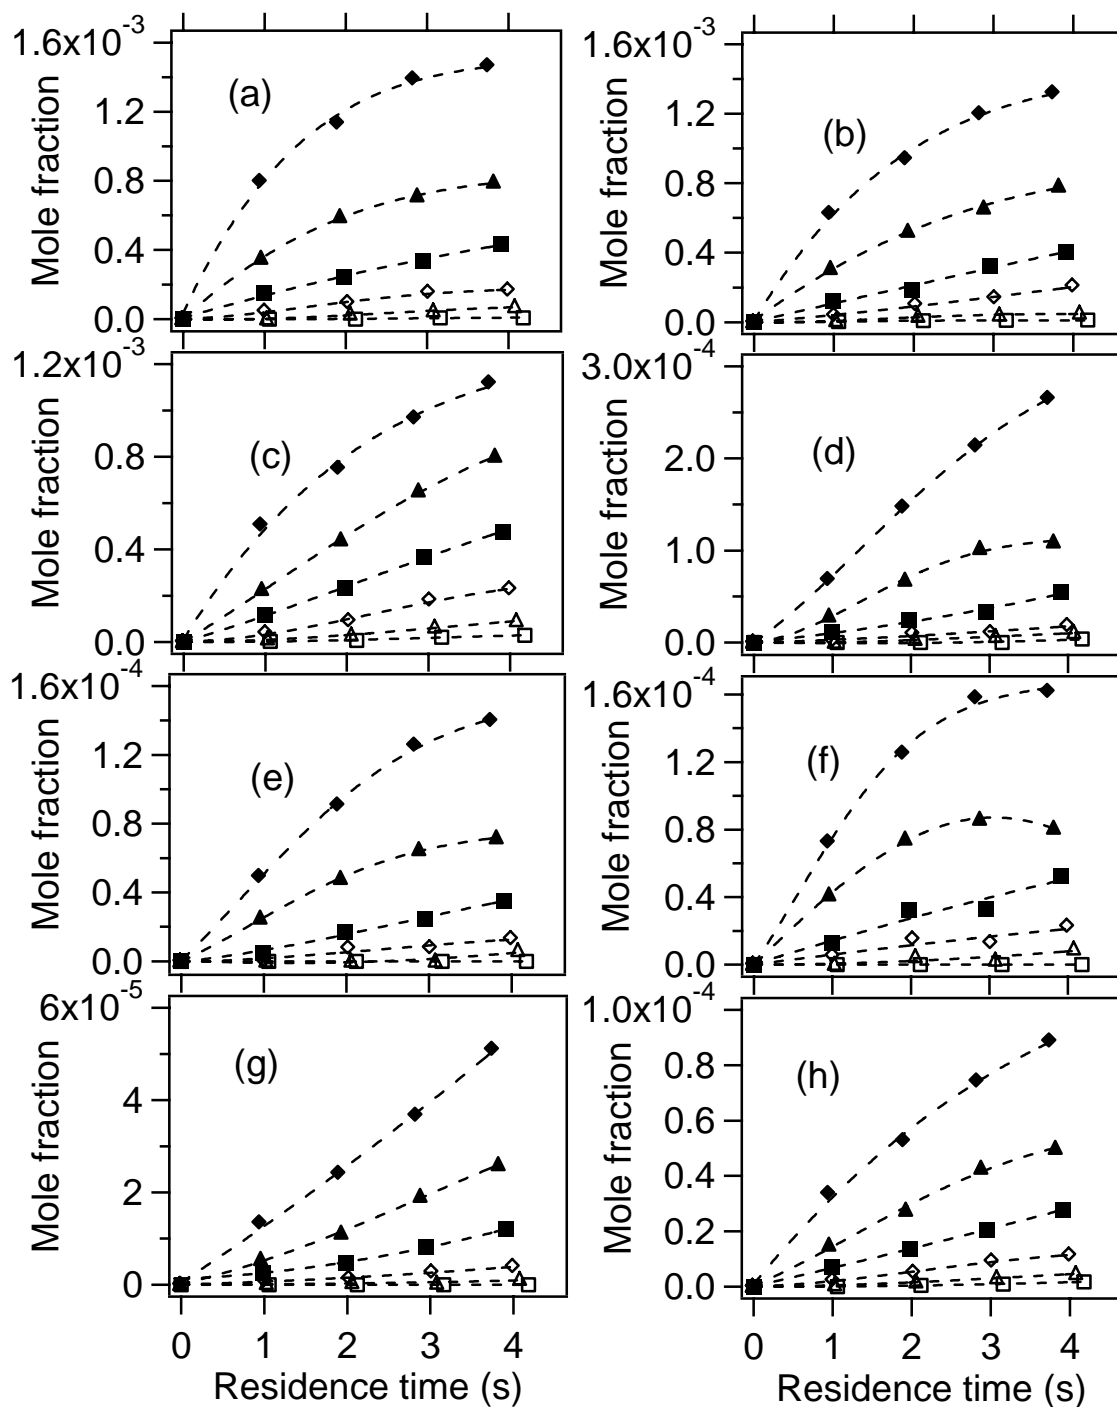 1.6x10-3
1.2
0.8
0.4
0.0
Mole fraction
(a)
1.6x10-3
1.2
0.8
0.4
0.0
Mole fraction
(b)
1.2x10-3
0.8
0.4
0.0
Mole fraction
(c)
3.0x10-4
2.0
1.0
0.0
Mole fraction
(d)
1.6x10-4
1.2
0.8
0.4
0.0
Mole fraction
(e)
1.6x10-4
1.2
0.8
0.4
0.0
Mole fraction
(f)
6x10-5
4
2
0
Mole fraction
(g)
0 1 2 3 4
Residence time (s)
1.0x10-4
0.8
0.6
0.4
0.2
0.0
Mole fraction
(h)
0 1 2 3 4
Residence time (s)